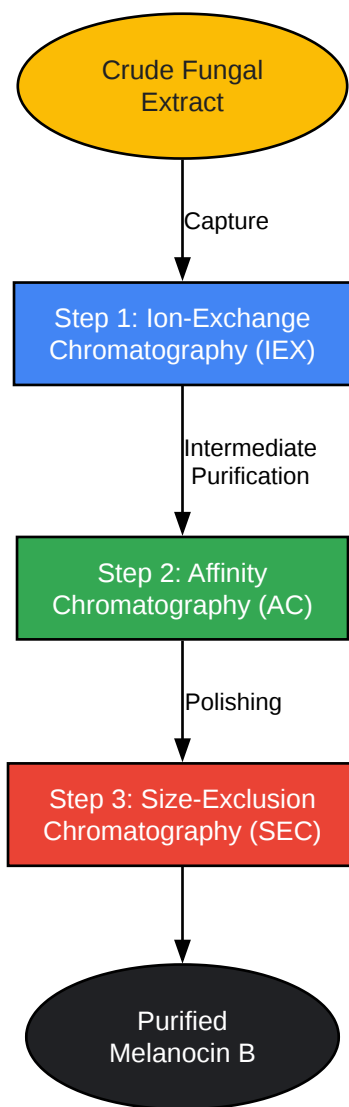 Crude Fungal
Extract
Capture
Step 1: Ion-Exchange
Chromatography (IEX)
Intermediate
Purification
Step 2: Affinity
Chromatography (AC)
Polishing
Step 3: Size-Exclusion
Chromatography (SEC)
Purified
Melanocin B